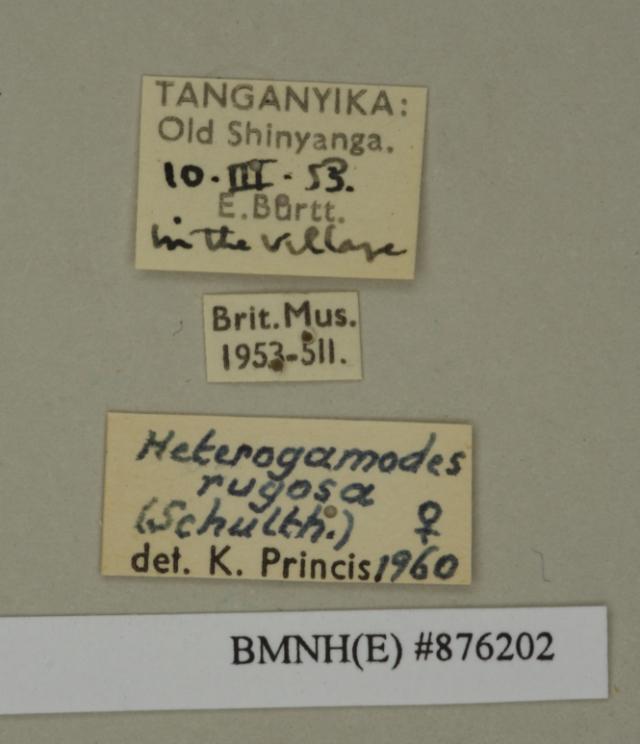 TANGANYIKA:
Old Shinyanga.
10·III·53.
E.Burtt.
in the village
Brit.Mus.
1953-511.
Heterogamodes
rugosa
(Schulth.) ♀
det. K. Princis, 1960
BMNH(E) #876202